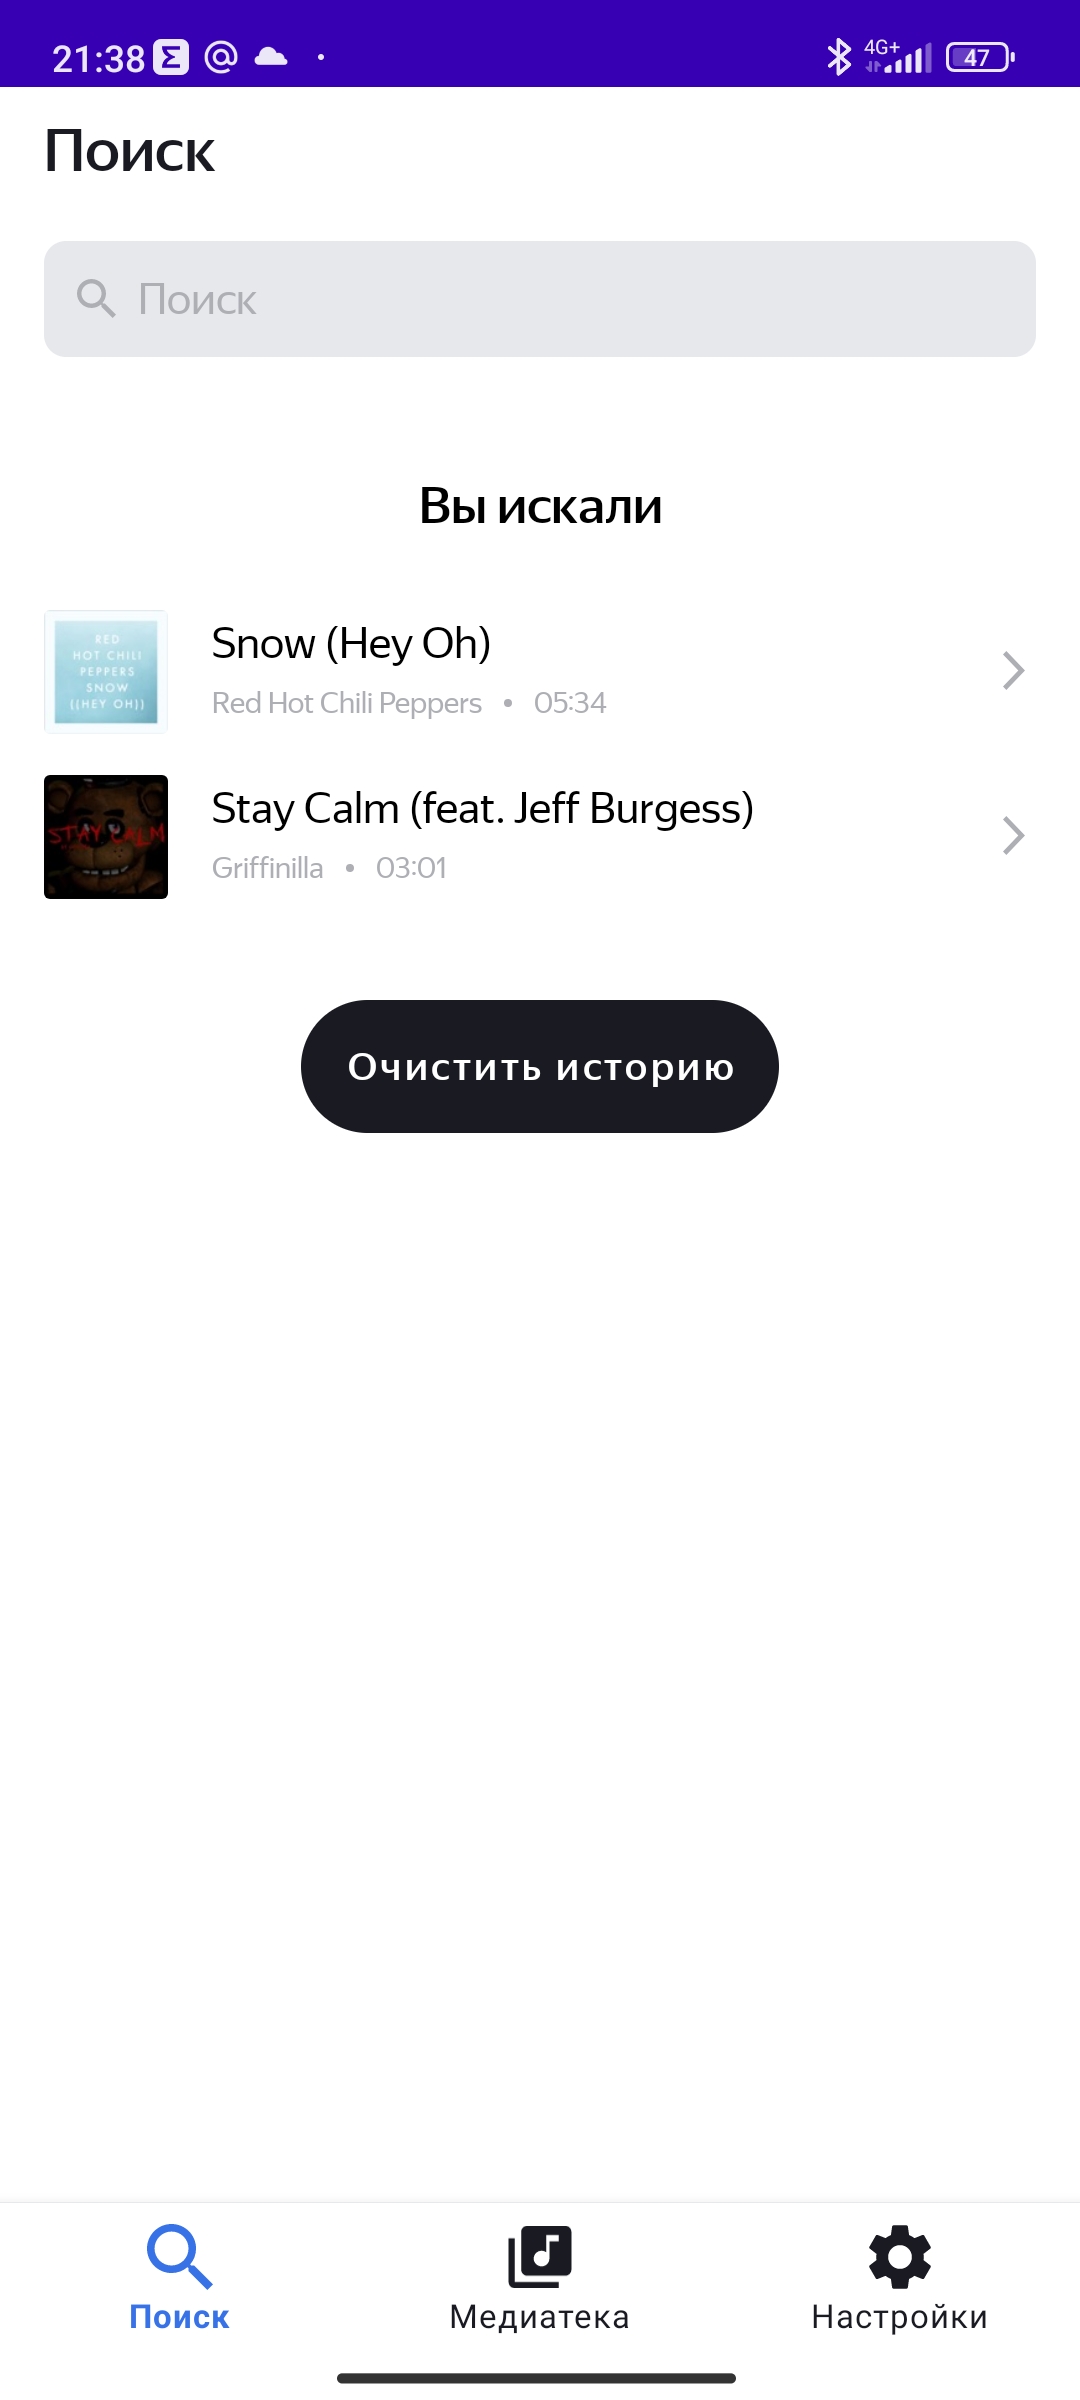 21:38
4G+
47
Поиск
Поиск
Вы искали
RED
HOT CHILI
PEPPERS
SNOW
((HEY OH))
Snow (Hey Oh)
Red Hot Chili Peppers • 05:34
STAY CALM
Stay Calm (feat. Jeff Burgess)
Griffinilla • 03:01
Очистить историю
Поиск
Медиатека
Настройки